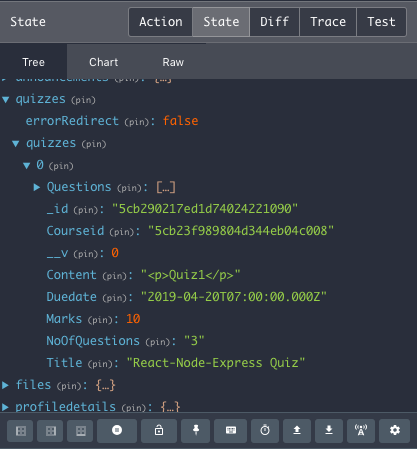 State Action State Diff Trace Test
Tree Chart Raw
announcements (pin): {…}
quizzes (pin)
errorRedirect (pin): false
quizzes (pin)
0 (pin)
Questions (pin): […]
_id (pin): "5cb290217ed1d74024221090"
Courseid (pin): "5cb23f989804d344eb04c008"
__v (pin): 0
Content (pin): "<p>Quiz1</p>"
Duedate (pin): "2019-04-20T07:00:00.000Z"
Marks (pin): 10
NoOfQuestions (pin): "3"
Title (pin): "React-Node-Express Quiz"
files (pin): {…}
profiledetails (pin): {…}